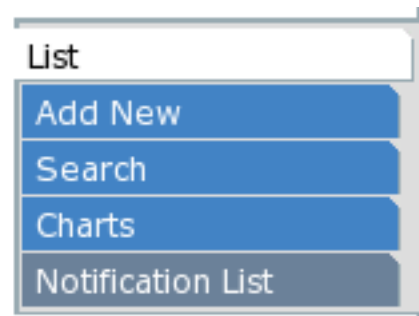 List
Add New
Search
Charts
Notification List